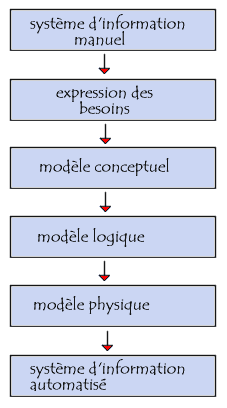 système d'information
manuel
expression des
besoins
modèle conceptuel
modèle logique
modèle physique
système d'information
automatisé